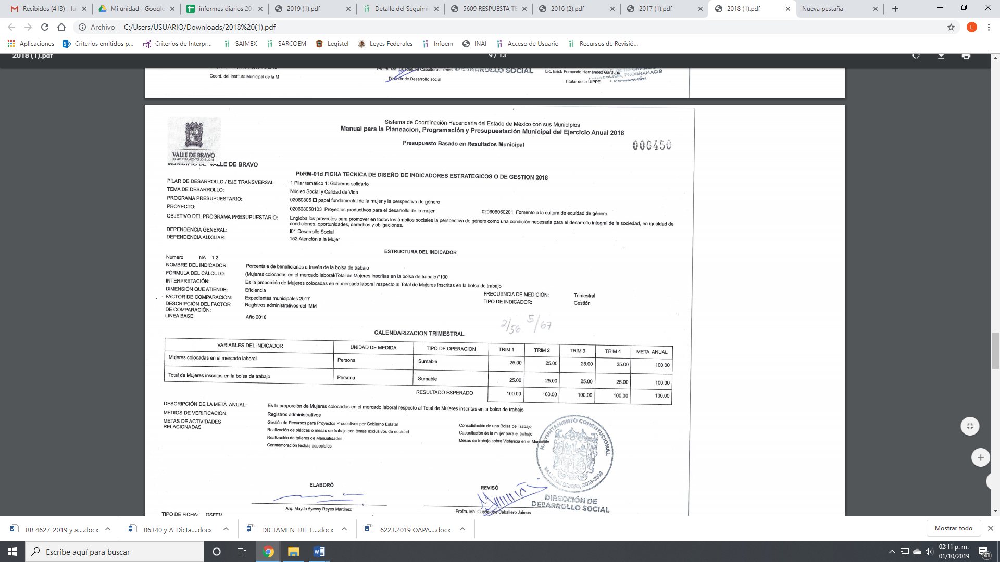 Recibidos (413) - lui
Mi unidad - Google
informes diarios 201
2019 (1).pdf
Detalle del Seguimie
5609 RESPUESTA TE
2016 (2).pdf
2017 (1).pdf
2018 (1).pdf
Nueva pestaña
Archivo | C:/Users/USUARIO/Downloads/2018%20(1).pdf
L
Aplicaciones
Criterios emitidos p...
Criterios de Interpr...
SAIMEX
SARCOEM
Legistel
Leyes Federales
Infoem
INAI
Acceso de Usuario
Recursos de Revisió...
2018 (1).pdf
9 / 13
Coord. del Instituto Municipal de la M
Profra. Ma. Guadalupe Caballero Jaimes
Director de Desarrollo social
DESARROLLO SOCIAL
Lic. Erick Fernando Hernández Garduño
Titular de la UIPPE
PLANEACIÓN, PROGRAMACIÓ
Y EVALUACIÓN
VALLE DE BRAVO
H. AYUNTAMIENTO 2016-2018
MUNICIPIO DE VALLE DE BRAVO
Sistema de Coordinación Hacendaria del Estado de México con sus Municipios
Manual para la Planeacion, Programación y Presupuestación Municipal del Ejercicio Anual 2018
Presupuesto Basado en Resultados Municipal
000450
PbRM-01d FICHA TECNICA DE DISEÑO DE INDICADORES ESTRATEGICOS O DE GESTION 2018
PILAR DE DESARROLLO / EJE TRANSVERSAL: 1 Pilar temático 1: Gobierno solidario
TEMA DE DESARROLLO: Núcleo Social y Calidad de Vida
PROGRAMA PRESUPUESTARIO: 02060805 El papel fundamental de la mujer y la perspectiva de género
PROYECTO: 020608050103 Proyectos productivos para el desarrollo de la mujer 020608050201 Fomento a la cultura de equidad de género
OBJETIVO DEL PROGRAMA PRESUPUESTARIO: Engloba los proyectos para promover en todos los ámbitos sociales la perspectiva de género como una condición necesaria para el desarrollo integral de la sociedad, en igualdad de
condiciones, oportunidades, derechos y obligaciones.
DEPENDENCIA GENERAL: I01 Desarrollo Social
DEPENDENCIA AUXILIAR: 152 Atención a la Mujer
ESTRUCTURA DEL INDICADOR
Numero NA 1.2
NOMBRE DEL INDICADOR: Porcentaje de beneficiarias a través de la bolsa de trabajo
FÓRMULA DEL CÁLCULO: (Mujeres colocadas en el mercado laboral/Total de Mujeres inscritas en la bolsa de trabajo)*100
INTERPRETACIÓN: Es la proporción de Mujeres colocadas en el mercado laboral respecto al Total de Mujeres inscritas en la bolsa de trabajo
DIMENSIÓN QUE ATIENDE: Eficiencia
FRECUENCIA DE MEDICIÓN: Trimestral
FACTOR DE COMPARACIÓN: Expedientes municipales 2017
TIPO DE INDICADOR: Gestión
DESCRIPCIÓN DEL FACTOR DE COMPARACIÓN: Registros administrativos del IMM
LINEA BASE Año 2018
2/56 5/67
CALENDARIZACION TRIMESTRAL
VARIABLES DEL INDICADOR UNIDAD DE MEDIDA TIPO DE OPERACION TRIM 1 TRIM 2 TRIM 3 TRIM 4 META ANUAL
Mujeres colocadas en el mercado laboral Persona Sumable 25.00 25.00 25.00 25.00 100.00
Total de Mujeres inscritas en la bolsa de trabajo Persona Sumable 25.00 25.00 25.00 25.00 100.00
RESULTADO ESPERADO 100.00 100.00 100.00 100.00 100.00
DESCRIPCIÓN DE LA META ANUAL: Es la proporción de Mujeres colocadas en el mercado laboral respecto al Total de Mujeres inscritas en la bolsa de trabajo
MEDIOS DE VERIFICACIÓN: Registros administrativos
METAS DE ACTIVIDADES RELACIONADAS
Gestión de Recursos para Proyectos Productivos por Gobierno Estatal
Realización de pláticas o mesas de trabajo con temas exclusivos de equidad
Realización de talleres de Manualidades
Conmemoración fechas especiales
Consolidación de una Bolsa de Trabajo
Capacitación de la mujer para el trabajo
Mesas de trabajo sobre Violencia en el Municipio
H. AYUNTAMIENTO CONSTITUCIONAL
VALLE DE BRAVO, 2016-2018
DIRECCIÓN DE
DESARROLLO SOCIAL
ELABORÓ
Arq. Mayda Ayessy Reyes Martínez
REVISÓ
Profra. Ma. Guadalupe Caballero Jaimes
TIPO DE FICHA: OSFEM
RR 4627-2019 y a....docx
06340 y A-Dicta....docx
DICTAMEN-DIF T....docx
6223.2019 OAPA....docx
Mostrar todo
Escribe aquí para buscar
02:11 p. m.
01/10/2019
41